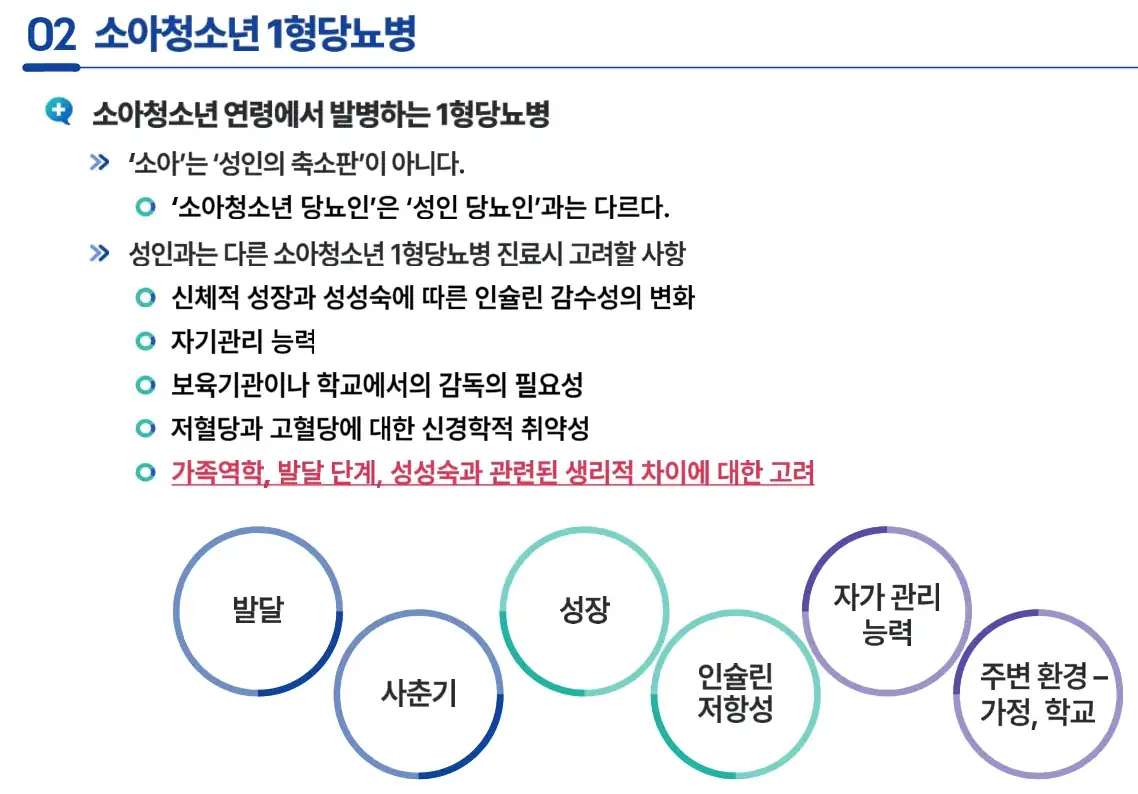 02 소아청소년 1형당뇨병
소아청소년 연령에서 발병하는 1형당뇨병
‘소아’는 ‘성인의 축소판’이 아니다.
‘소아청소년 당뇨인’은 ‘성인 당뇨인’과는 다르다.
성인과는 다른 소아청소년 1형당뇨병 진료시 고려할 사항
신체적 성장과 성성숙에 따른 인슐린 감수성의 변화
자기관리 능력
보육기관이나 학교에서의 감독의 필요성
저혈당과 고혈당에 대한 신경학적 취약성
가족역학, 발달 단계, 성성숙과 관련된 생리적 차이에 대한 고려
발달
사춘기
성장
인슐린
저항성
자가 관리
능력
주변 환경 –
가정, 학교